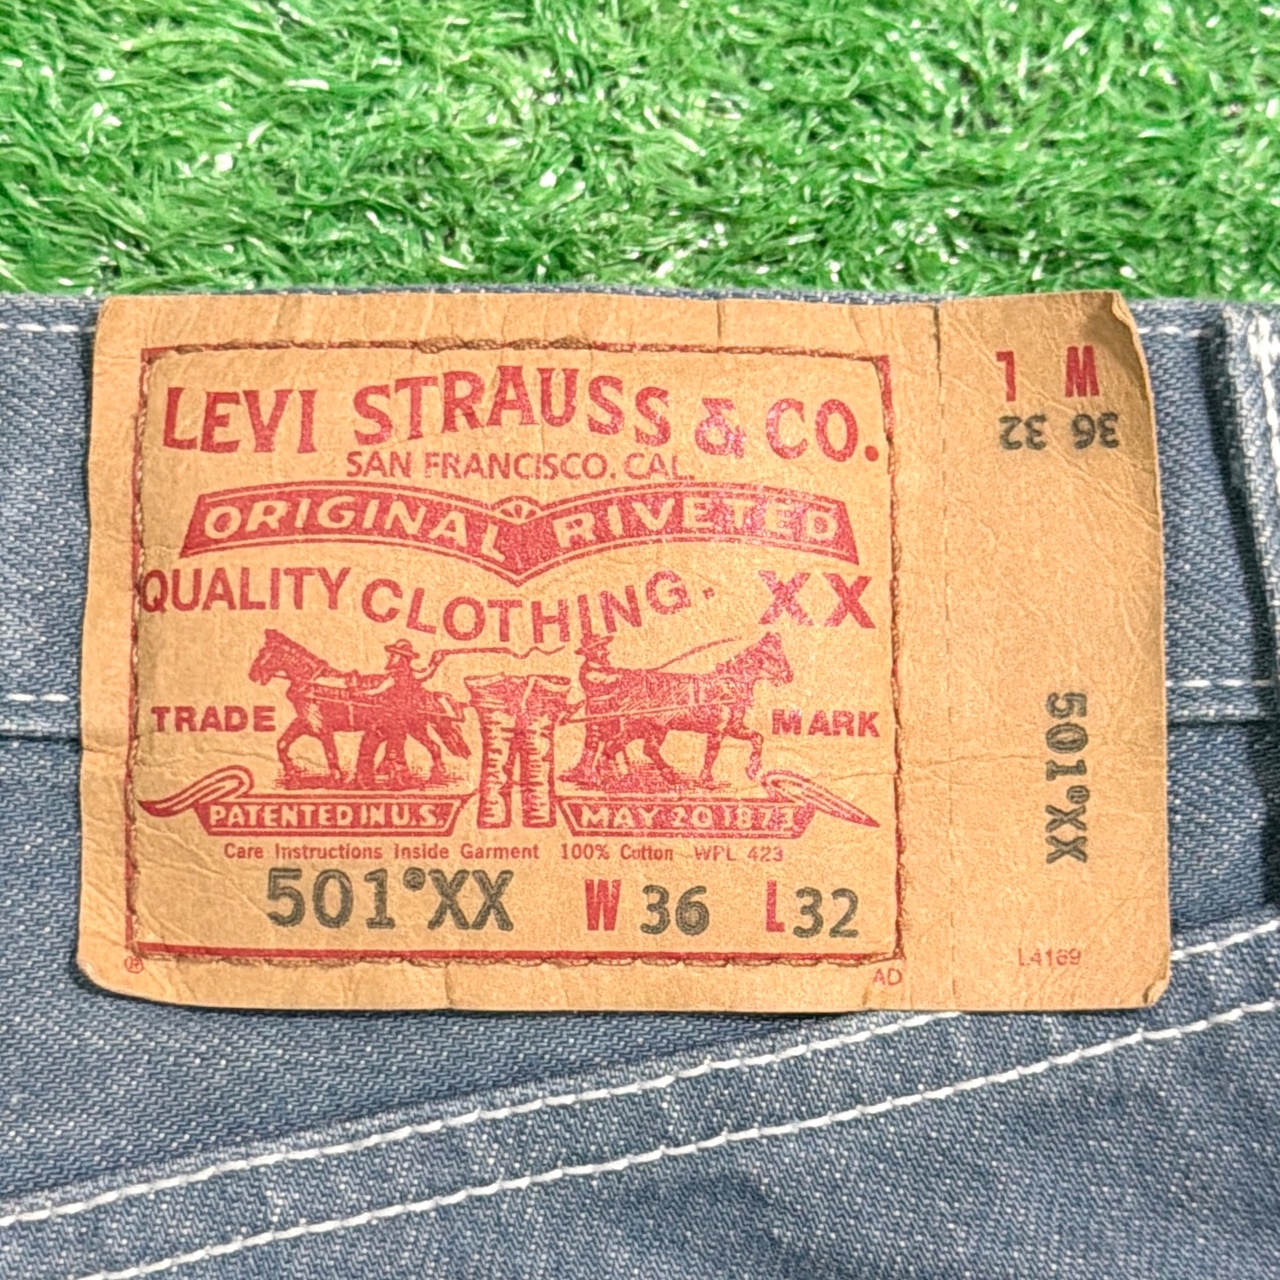 LEVI STRAUSS & CO.
SAN FRANCISCO. CAL.
ORIGINAL RIVETED
QUALITY CLOTHING. XX
TRADE MARK
PATENTED IN U.S. MAY 20 1873
Care Instructions Inside Garment 100% Cotton WPL 423
501®XX W 36 L 32
® AD
W L
36 32
501®XX
L4169